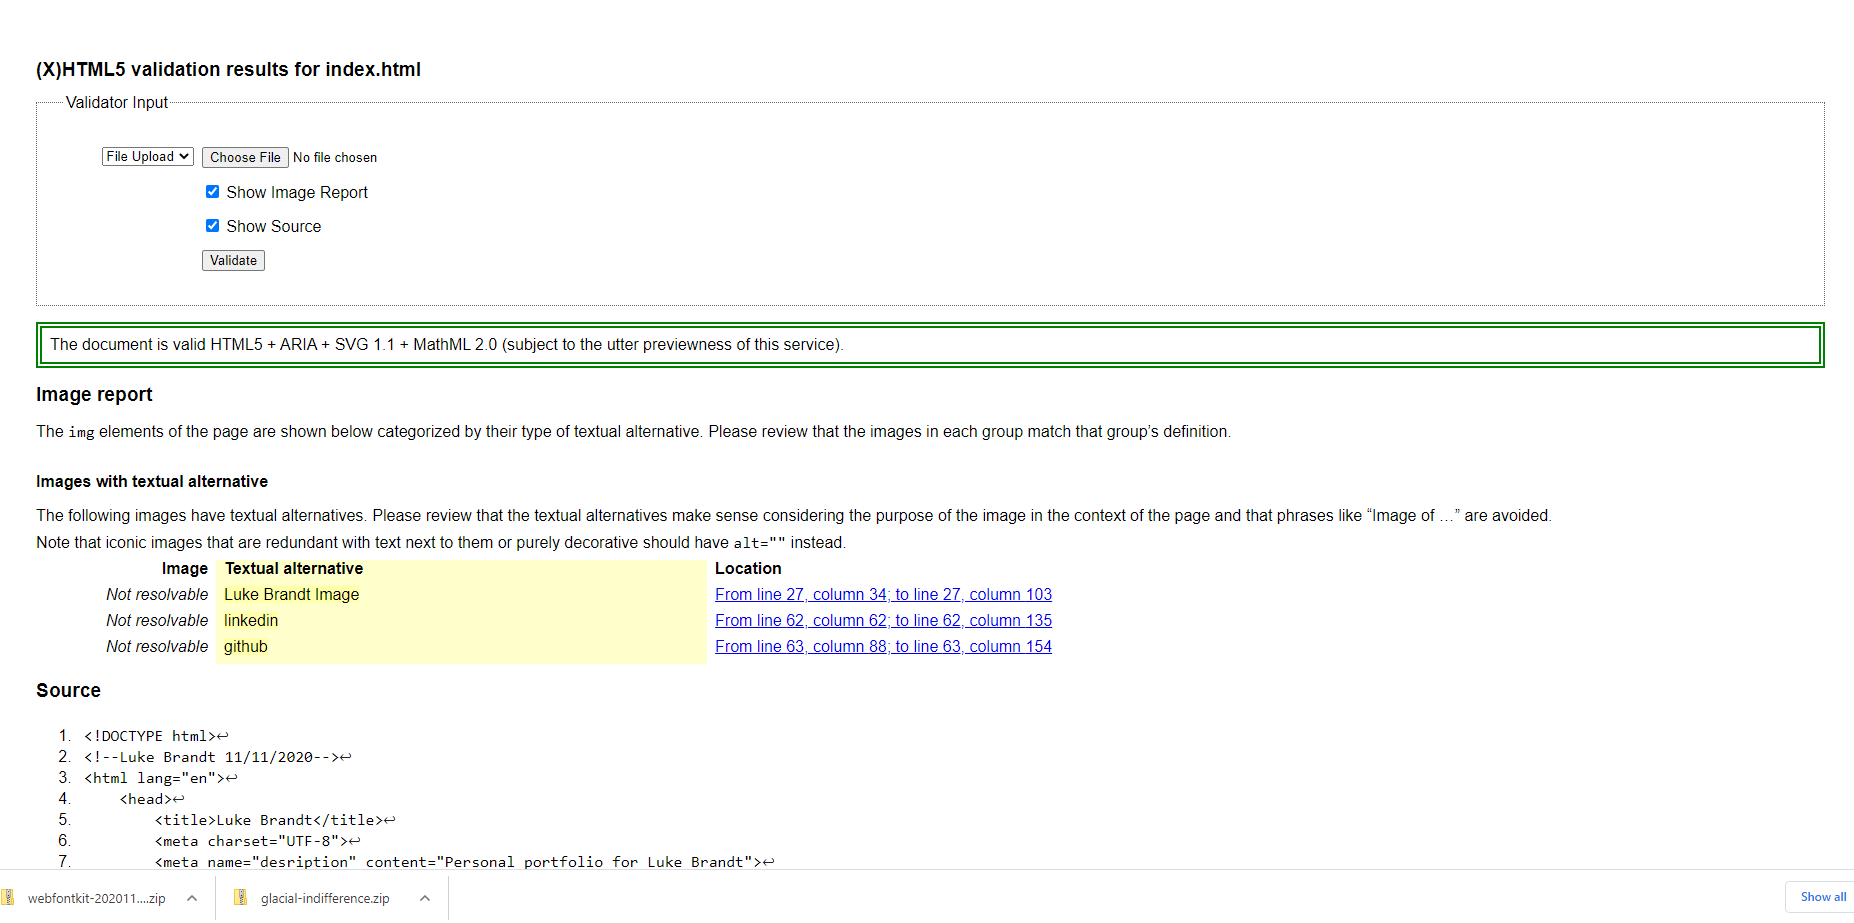 (X)HTML5 validation results for index.html
Validator Input
File Upload Choose File No file chosen
Show Image Report
Show Source
Validate
The document is valid HTML5 + ARIA + SVG 1.1 + MathML 2.0 (subject to the utter previewness of this service).
Image report
The img elements of the page are shown below categorized by their type of textual alternative. Please review that the images in each group match that group’s definition.
Images with textual alternative
The following images have textual alternatives. Please review that the textual alternatives make sense considering the purpose of the image in the context of the page and that phrases like “Image of …” are avoided.
Note that iconic images that are redundant with text next to them or purely decorative should have alt="" instead.
Image Textual alternative Location
Not resolvable Luke Brandt Image From line 27, column 34; to line 27, column 103
Not resolvable linkedin From line 62, column 62; to line 62, column 135
Not resolvable github From line 63, column 88; to line 63, column 154
Source
1. <!DOCTYPE html>↩
2. <!--Luke Brandt 11/11/2020-->↩
3. <html lang="en">↩
4. <head>↩
5. <title>Luke Brandt</title>↩
6. <meta charset="UTF-8">↩
7. <meta name="desription" content="Personal portfolio for Luke Brandt">↩
webfontkit-202011....zip glacial-indifference.zip Show all